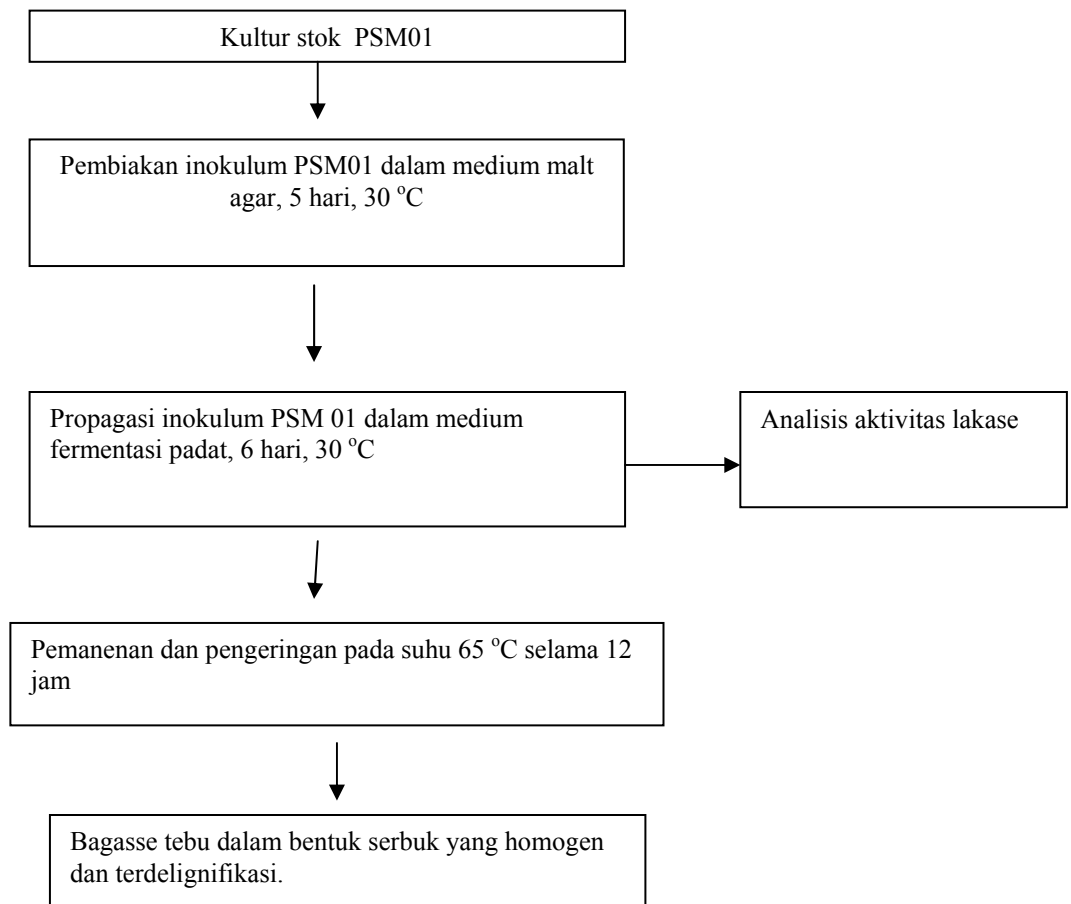 Kultur stok PSM01
Pembiakan inokulum PSM01 dalam medium malt
agar, 5 hari, 30 °C
Propagasi inokulum PSM 01 dalam medium
fermentasi padat, 6 hari, 30 °C
Analisis aktivitas lakase
Pemanenan dan pengeringan pada suhu 65 °C selama 12
jam
Bagasse tebu dalam bentuk serbuk yang homogen
dan terdelignifikasi.